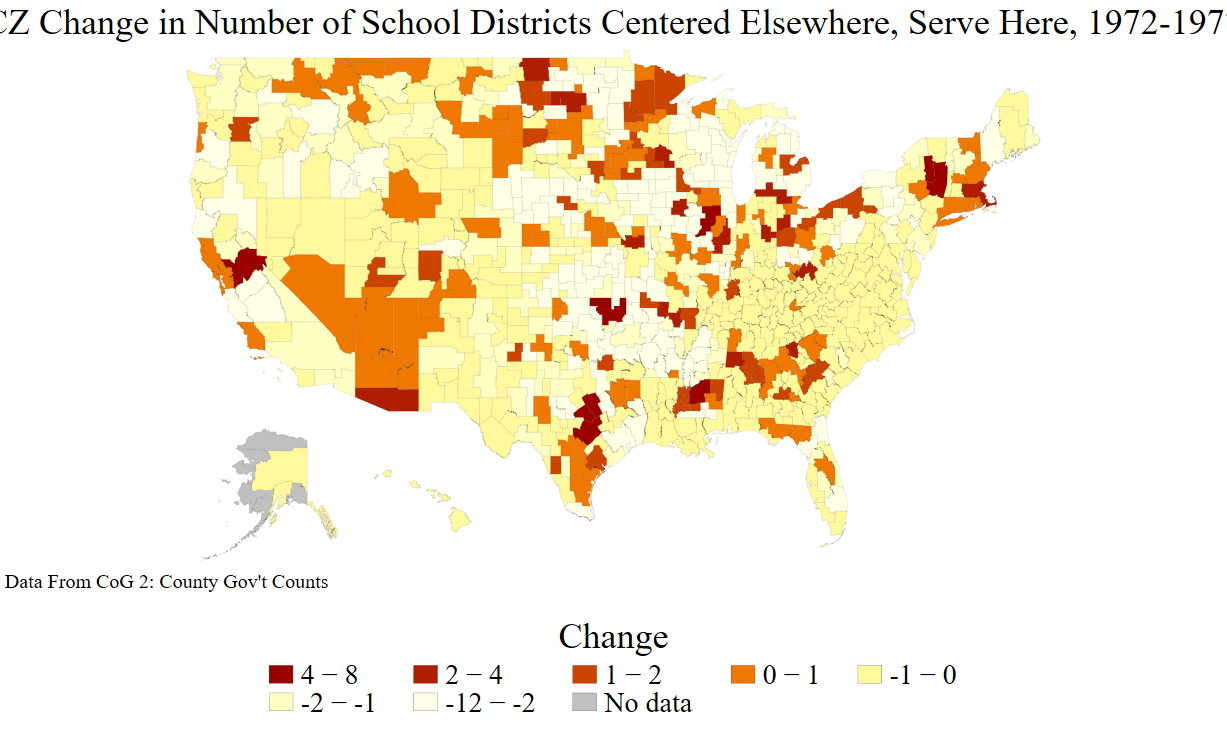 CZ Change in Number of School Districts Centered Elsewhere, Serve Here, 1972-197
Data From CoG 2: County Gov't Counts
Change
4 − 8
2 − 4
1 − 2
0 − 1
-1 − 0
-2 − -1
-12 − -2
No data